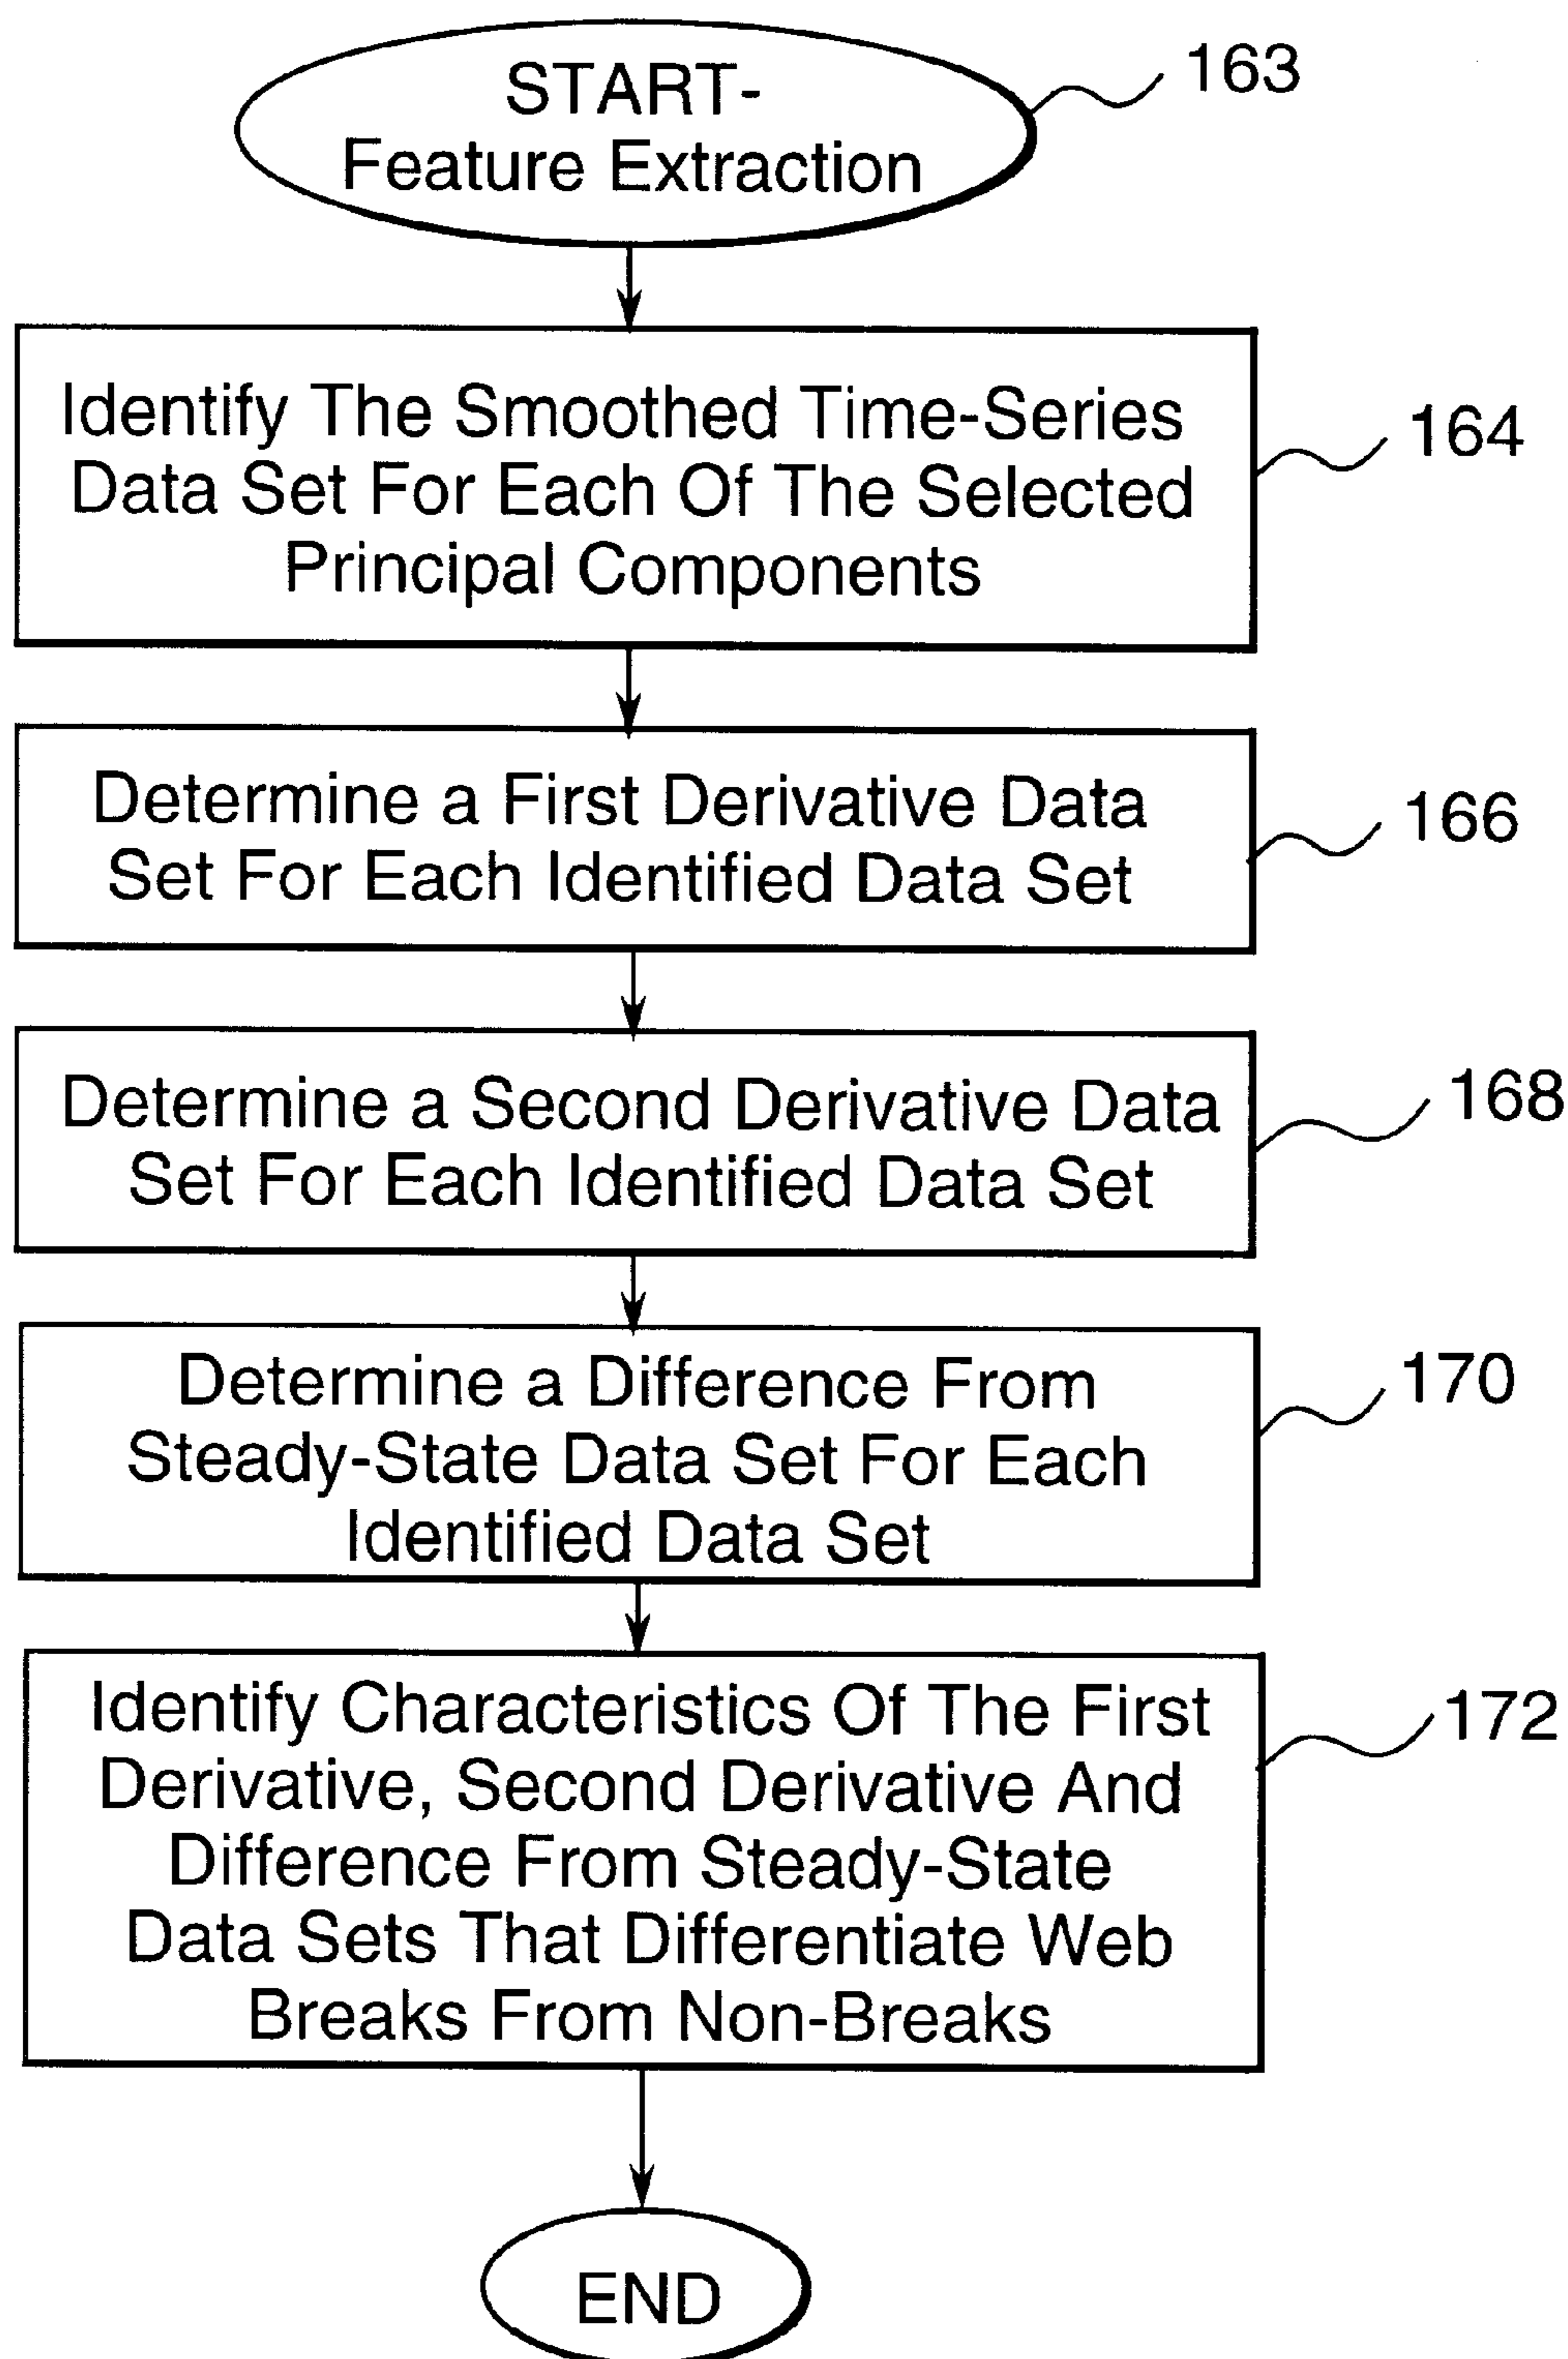 START-
Feature Extraction
163
Identify The Smoothed Time-Series
Data Set For Each Of The Selected
Principal Components
164
Determine a First Derivative Data
Set For Each Identified Data Set
166
Determine a Second Derivative Data
Set For Each Identified Data Set
168
Determine a Difference From
Steady-State Data Set For Each
Identified Data Set
170
Identify Characteristics Of The First
Derivative, Second Derivative And
Difference From Steady-State
Data Sets That Differentiate Web
Breaks From Non-Breaks
172
END